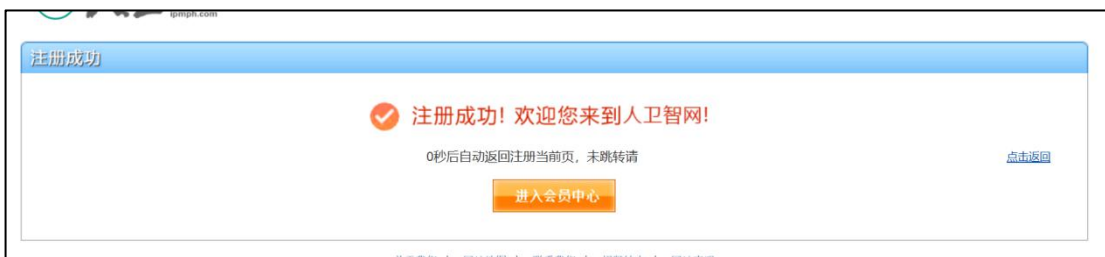 ipmph.com
注册成功
注册成功! 欢迎您来到人卫智网!
0秒后自动返回注册当前页，未跳转请 点击返回
进入会员中心